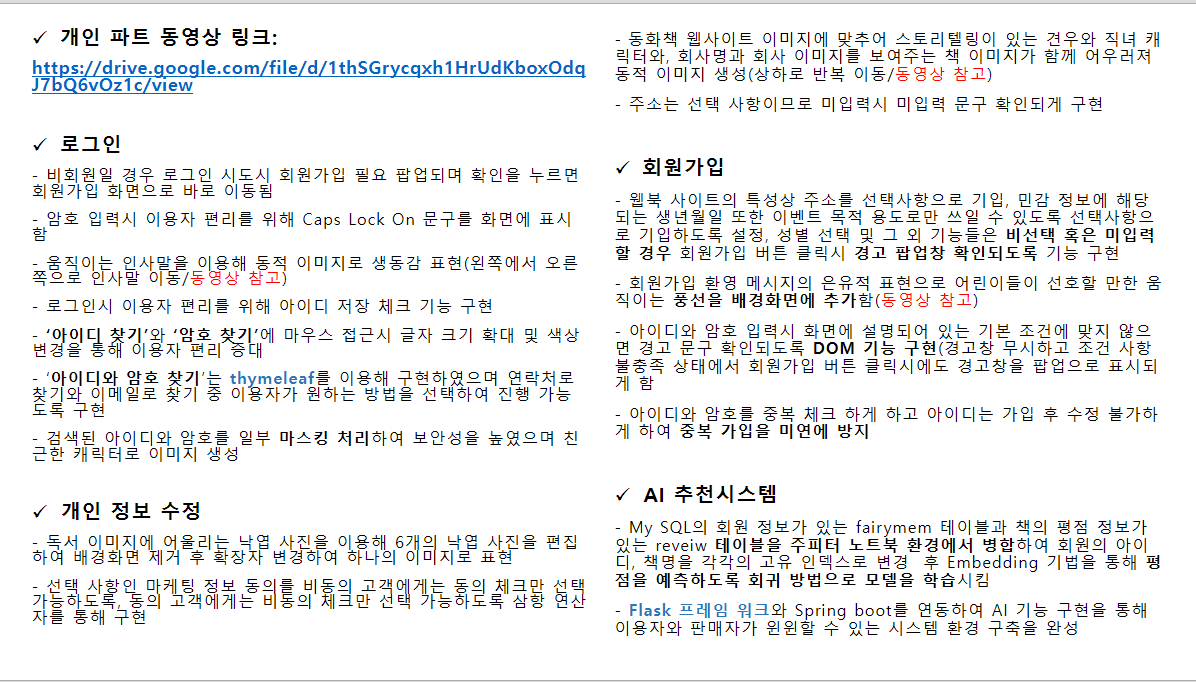 ✓ 개인 파트 동영상 링크:
https://drive.google.com/file/d/1thSGrycqxh1HrUdKboxOdq
J7bQ6vOz1c/view
✓ 로그인
- 비회원일 경우 로그인 시도시 회원가입 필요 팝업되며 확인을 누르면
회원가입 화면으로 바로 이동됨
- 암호 입력시 이용자 편리를 위해 Caps Lock On 문구를 화면에 표시
함
- 움직이는 인사말을 이용해 동적 이미지로 생동감 표현(왼쪽에서 오른
쪽으로 인사말 이동/동영상 참고)
- 로그인시 이용자 편리를 위해 아이디 저장 체크 기능 구현
- ‘아이디 찾기’와 ‘암호 찾기’에 마우스 접근시 글자 크기 확대 및 색상
변경을 통해 이용자 편리 증대
- ‘아이디와 암호 찾기’는 thymeleaf를 이용해 구현하였으며 연락처로
찾기와 이메일로 찾기 중 이용자가 원하는 방법을 선택하여 진행 가능
도록 구현
- 검색된 아이디와 암호를 일부 마스킹 처리하여 보안성을 높였으며 친
근한 캐릭터로 이미지 생성
✓ 개인 정보 수정
- 독서 이미지에 어울리는 낙엽 사진을 이용해 6개의 낙엽 사진을 편집
하여 배경화면 제거 후 확장자 변경하여 하나의 이미지로 표현
- 선택 사항인 마케팅 정보 동의를 비동의 고객에게는 동의 체크만 선택
가능하도록, 동의 고객에게는 비동의 체크만 선택 가능하도록 삼항 연산
자를 통해 구현
- 동화책 웹사이트 이미지에 맞추어 스토리텔링이 있는 견우와 직녀 캐
릭터와, 회사명과 회사 이미지를 보여주는 책 이미지가 함께 어우러져
동적 이미지 생성(상하로 반복 이동/동영상 참고)
- 주소는 선택 사항이므로 미입력시 미입력 문구 확인되게 구현
✓ 회원가입
- 웹북 사이트의 특성상 주소를 선택사항으로 기입, 민감 정보에 해당
되는 생년월일 또한 이벤트 목적 용도로만 쓰일 수 있도록 선택사항으
로 기입하도록 설정, 성별 선택 및 그 외 기능들은 비선택 혹은 미입력
할 경우 회원가입 버튼 클릭시 경고 팝업창 확인되도록 기능 구현
- 회원가입 환영 메시지의 은유적 표현으로 어린이들이 선호할 만한 움
직이는 풍선을 배경화면에 추가함(동영상 참고)
- 아이디와 암호 입력시 화면에 설명되어 있는 기본 조건에 맞지 않으
면 경고 문구 확인되도록 DOM 기능 구현(경고창 무시하고 조건 사항
불충족 상태에서 회원가입 버튼 클릭시에도 경고창을 팝업으로 표시되
게 함
- 아이디와 암호를 중복 체크 하게 하고 아이디는 가입 후 수정 불가하
게 하여 중복 가입을 미연에 방지
✓ AI 추천시스템
- My SQL의 회원 정보가 있는 fairymem 테이블과 책의 평점 정보가
있는 reveiw 테이블을 주피터 노트북 환경에서 병합하여 회원의 아이
디, 책명을 각각의 고유 인덱스로 변경 후 Embedding 기법을 통해 평
점을 예측하도록 회귀 방법으로 모델을 학습시킴
- Flask 프레임 워크와 Spring boot를 연동하여 AI 기능 구현을 통해
이용자와 판매자가 윈윈할 수 있는 시스템 환경 구축을 완성